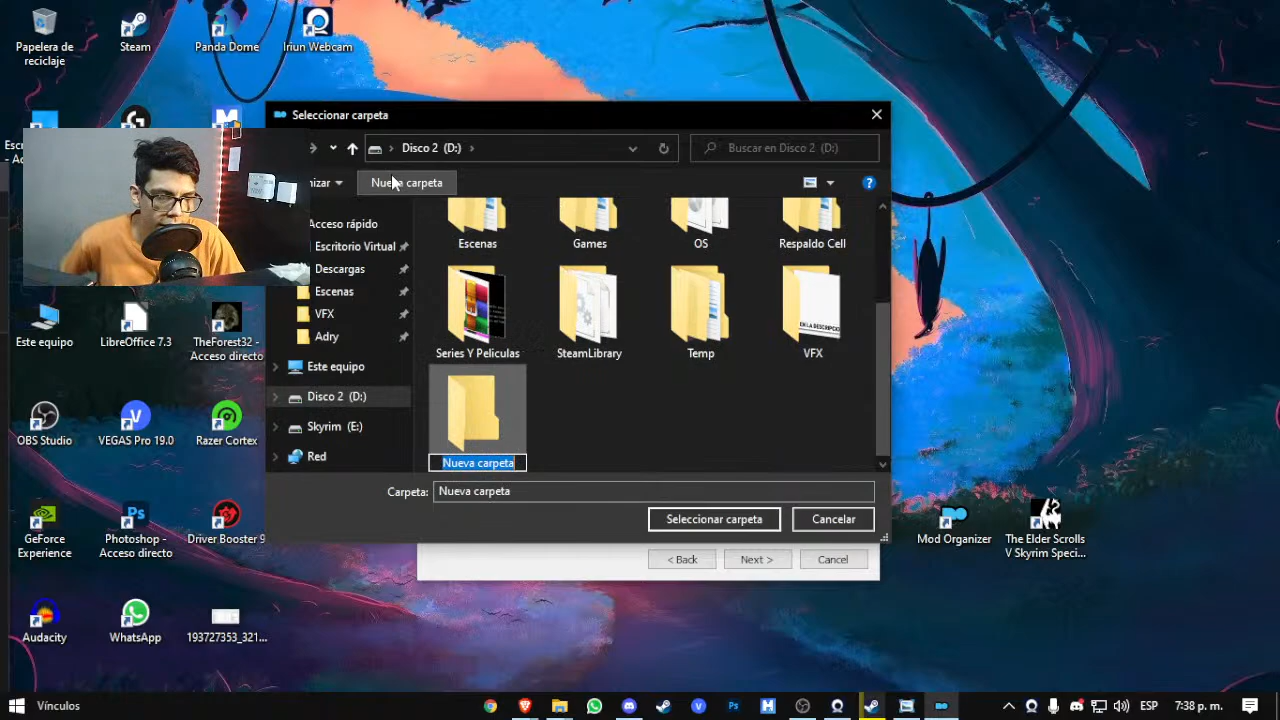 Papelera de
reciclaje
Steam
Panda Dome
Iriun Webcam
Seleccionar carpeta
Disco 2 (D:)
Buscar en Disco 2 (D:)
Nueva carpeta
Acceso rápido
Escritorio Virtual
Descargas
Escenas
VFX
Adry
Este equipo
Disco 2 (D:)
Skyrim (E:)
Red
Escenas
Games
OS
Respaldo Cell
Series Y Peliculas
SteamLibrary
Temp
VFX
Nueva carpeta
Carpeta:
Nueva carpeta
Seleccionar carpeta
Cancelar
< Back
Next >
Cancel
Este equipo
LibreOffice 7.3
TheForest32 -
Acceso directo
OBS Studio
VEGAS Pro 19.0
Razer Cortex
GeForce
Experience
Photoshop -
Acceso directo
Driver Booster 9
Mod Organizer
The Elder Scrolls
V Skyrim Speci...
Audacity
WhatsApp
193727353_321...
Vínculos
ESP
7:38 p. m.